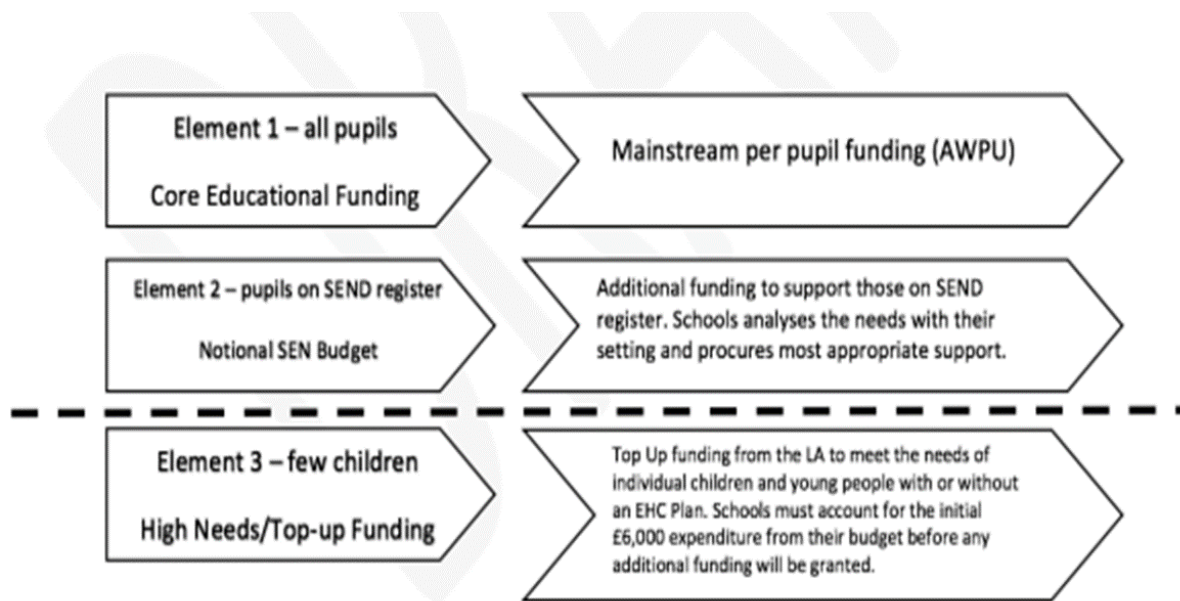 Element 1 – all pupils
Core Educational Funding
Mainstream per pupil funding (AWPU)
Element 2 – pupils on SEND register
Notional SEN Budget
Additional funding to support those on SEND
register. Schools analyses the needs with their
setting and procures most appropriate support.
Element 3 – few children
High Needs/Top-up Funding
Top Up funding from the LA to meet the needs of
individual children and young people with or without
an EHC Plan. Schools must account for the initial
£6,000 expenditure from their budget before any
additional funding will be granted.